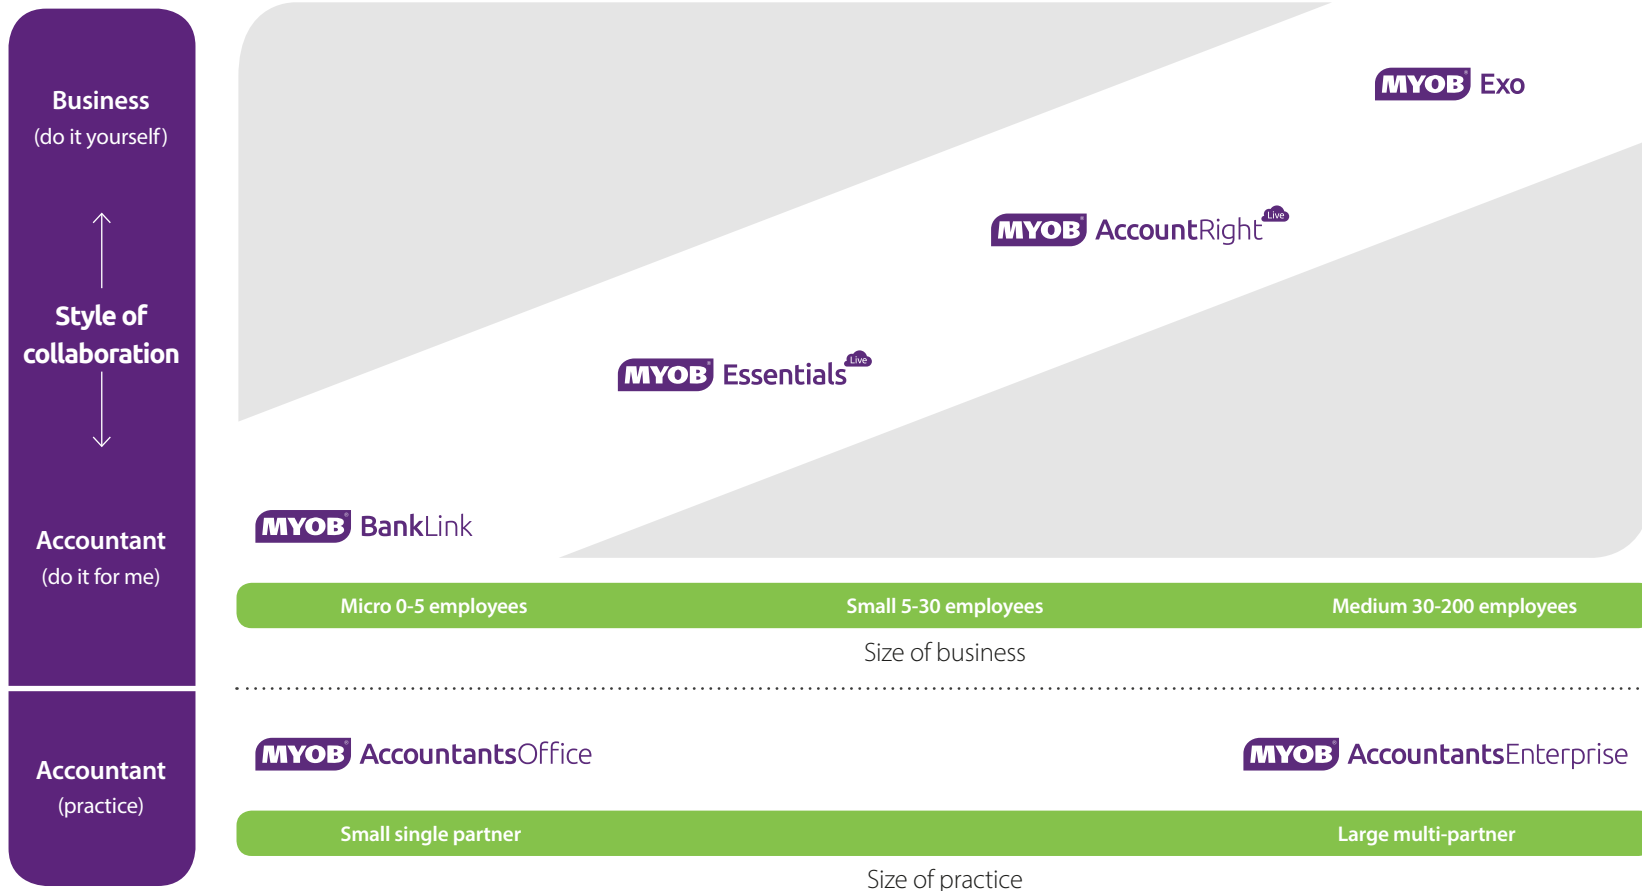 Business
(do it yourself)
Style of
collaboration
Accountant
(do it for me)
MYOB® Exo
MYOB® AccountRight Live
MYOB® Essentials Live
MYOB® BankLink
Micro 0-5 employees
Small 5-30 employees
Medium 30-200 employees
Size of business
Accountant
(practice)
MYOB® AccountantsOffice
MYOB® AccountantsEnterprise
Small single partner
Large multi-partner
Size of practice